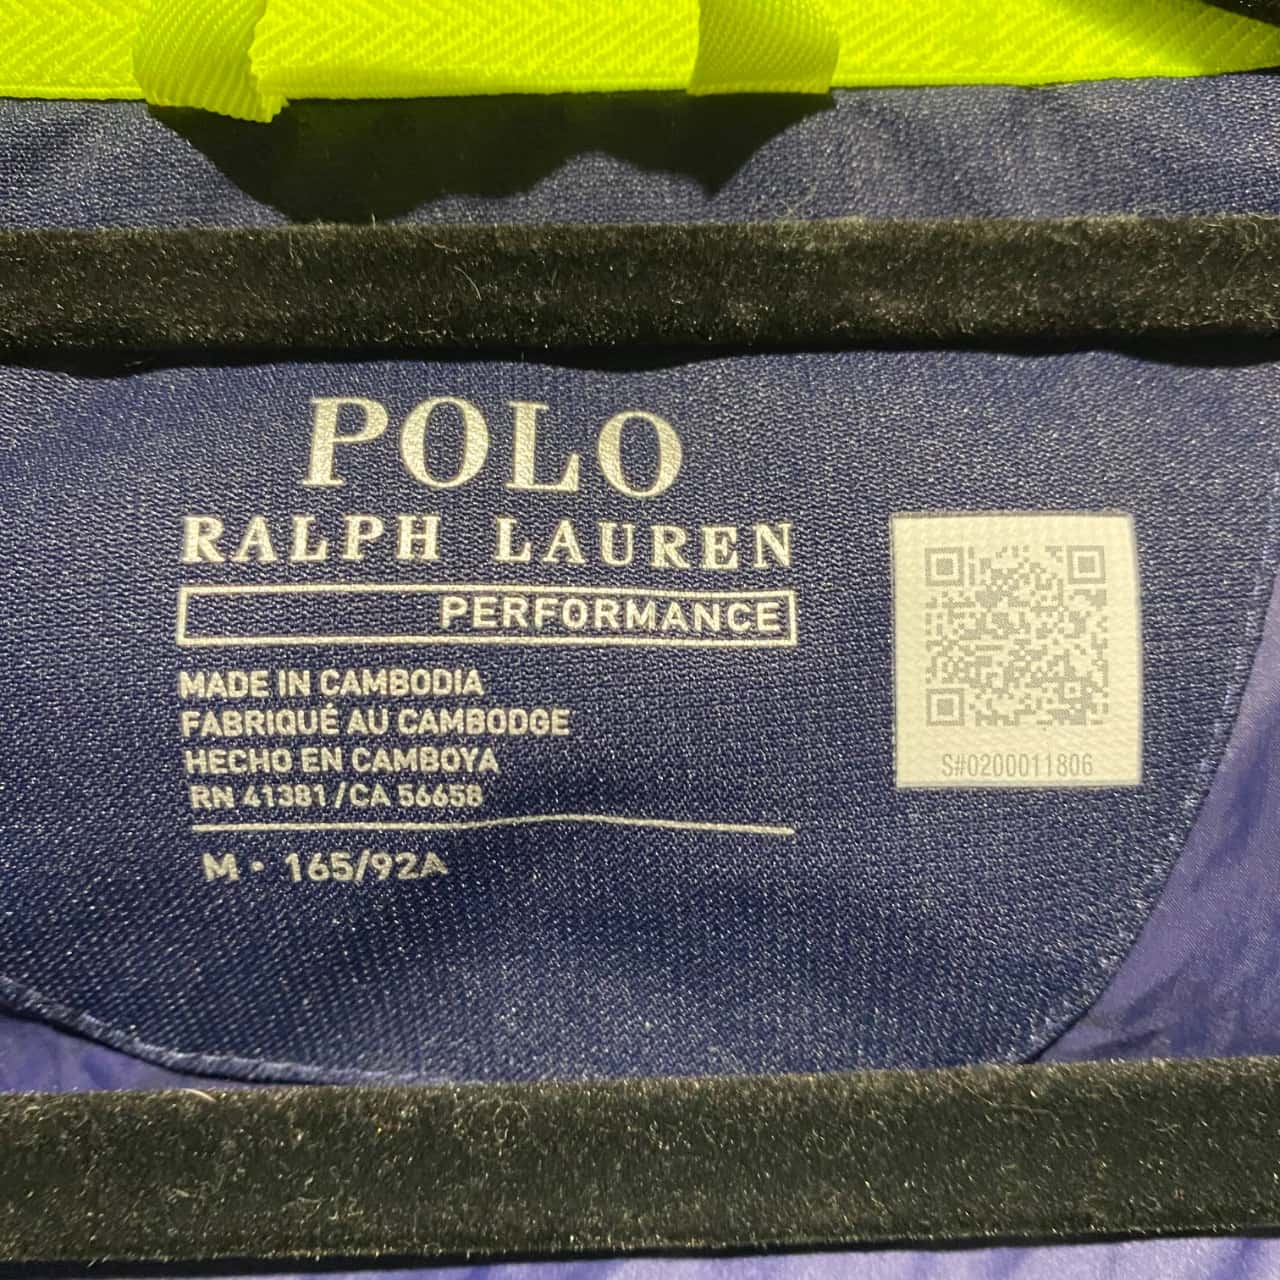 POLO
RALPH LAUREN
PERFORMANCE
MADE IN CAMBODIA
FABRIQUÉ AU CAMBODGE
HECHO EN CAMBOYA
RN 41381 / CA 56658
M • 165/92A
S#0200011806